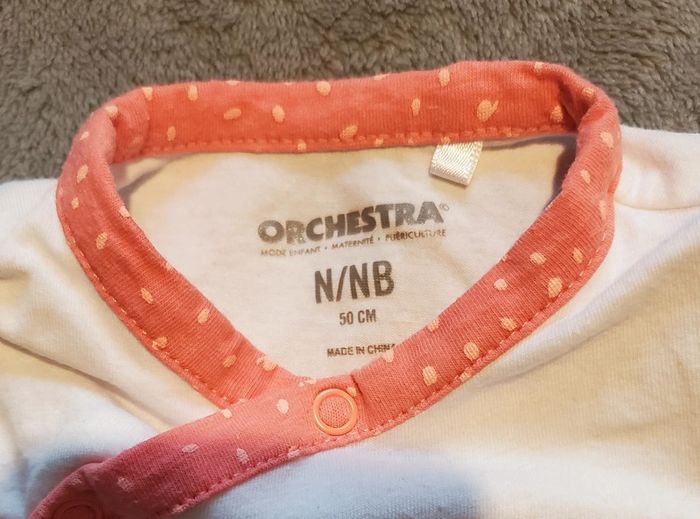 ORCHESTRA®
MODE ENFANT • MATERNITÉ • PUÉRICULTURE
N/NB
50 CM
MADE IN CHINA